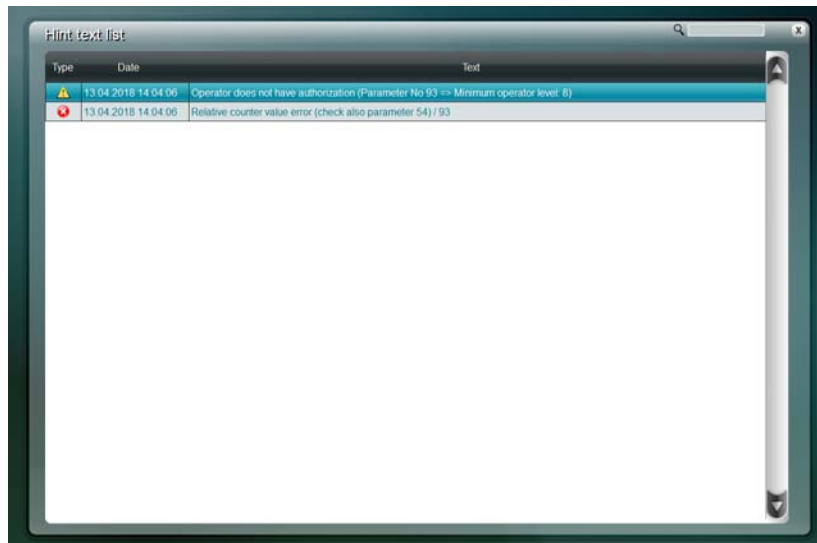 Hint text list
x
Type Date Text
13.04.2018 14:04:06 Operator does not have authorization (Parameter No 93 => Minimum operator level: 8)
13.04.2018 14:04:06 Relative counter value error (check also parameter 54) / 93